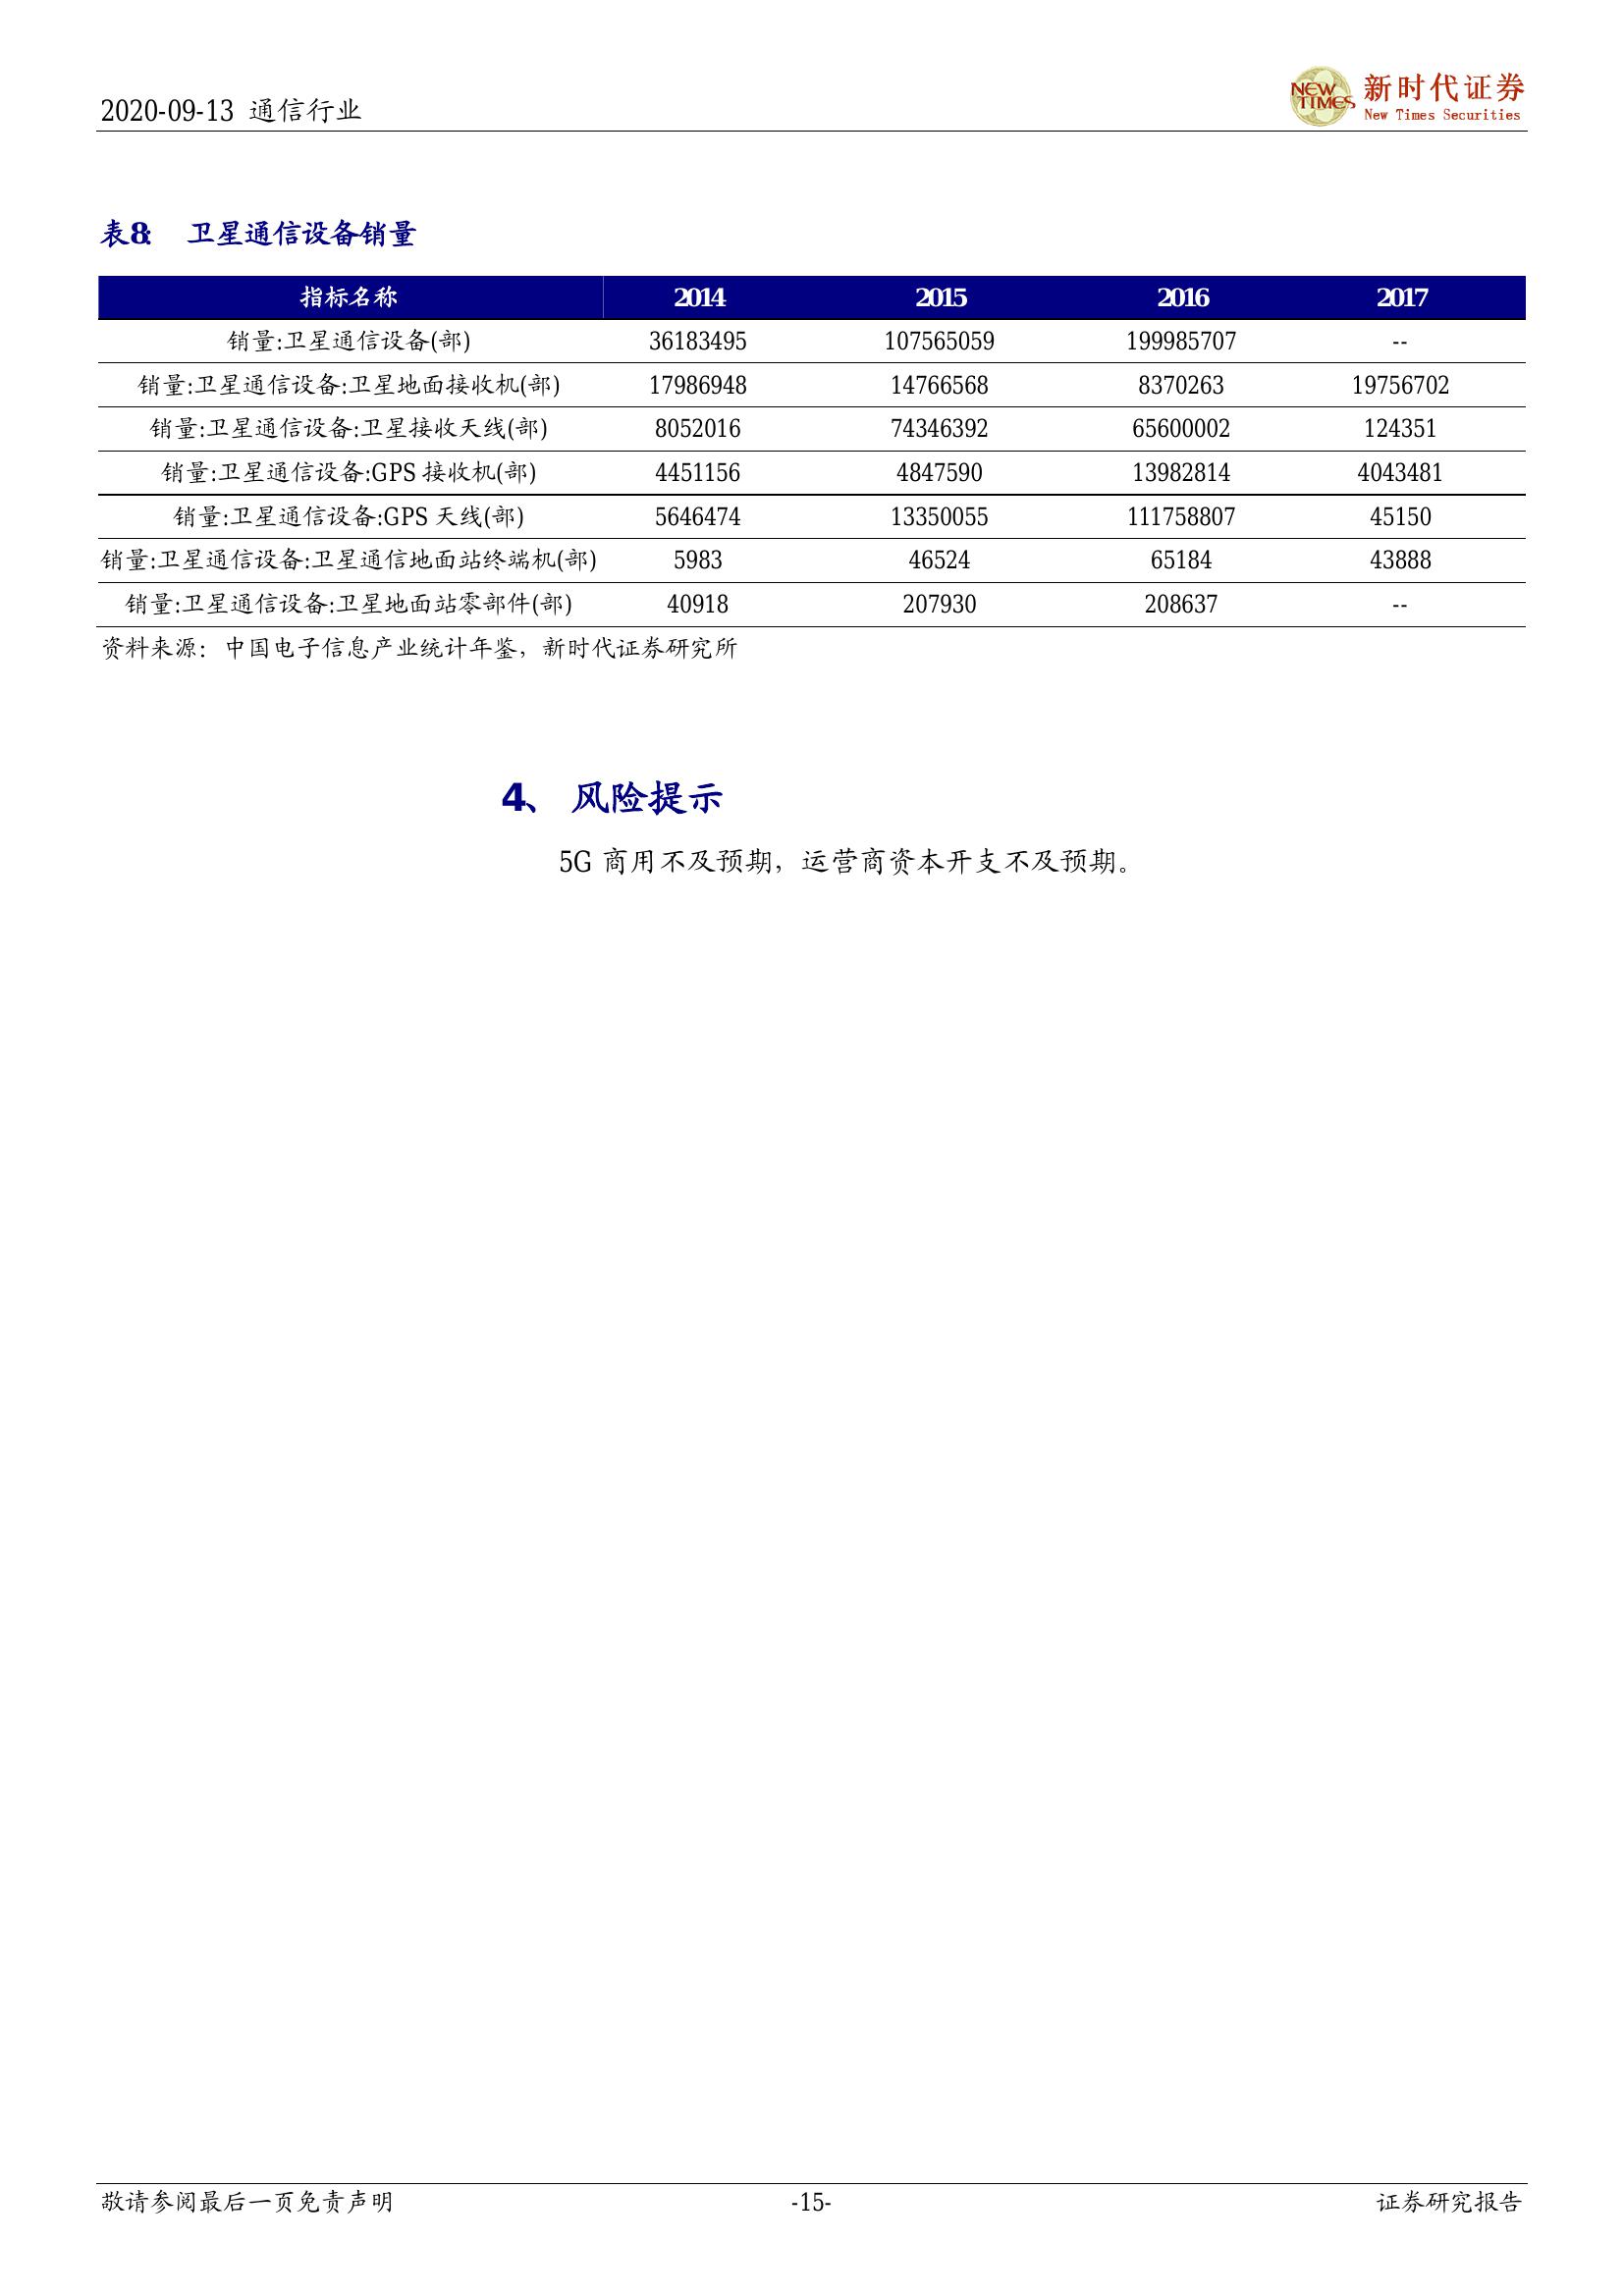 2020-09-13 通信行业
NEW TIMES 新时代证券
New Times Securities
表8: 卫星通信设备销量
指标名称 2014 2015 2016 2017
销量:卫星通信设备(部) 36183495 107565059 199985707 --
销量:卫星通信设备:卫星地面接收机(部) 17986948 14766568 8370263 19756702
销量:卫星通信设备:卫星接收天线(部) 8052016 74346392 65600002 124351
销量:卫星通信设备:GPS 接收机(部) 4451156 4847590 13982814 4043481
销量:卫星通信设备:GPS 天线(部) 5646474 13350055 111758807 45150
销量:卫星通信设备:卫星通信地面站终端机(部) 5983 46524 65184 43888
销量:卫星通信设备:卫星地面站零部件(部) 40918 207930 208637 --
资料来源：中国电子信息产业统计年鉴，新时代证券研究所
4、 风险提示
5G 商用不及预期，运营商资本开支不及预期。
敬请参阅最后一页免责声明 -15- 证券研究报告